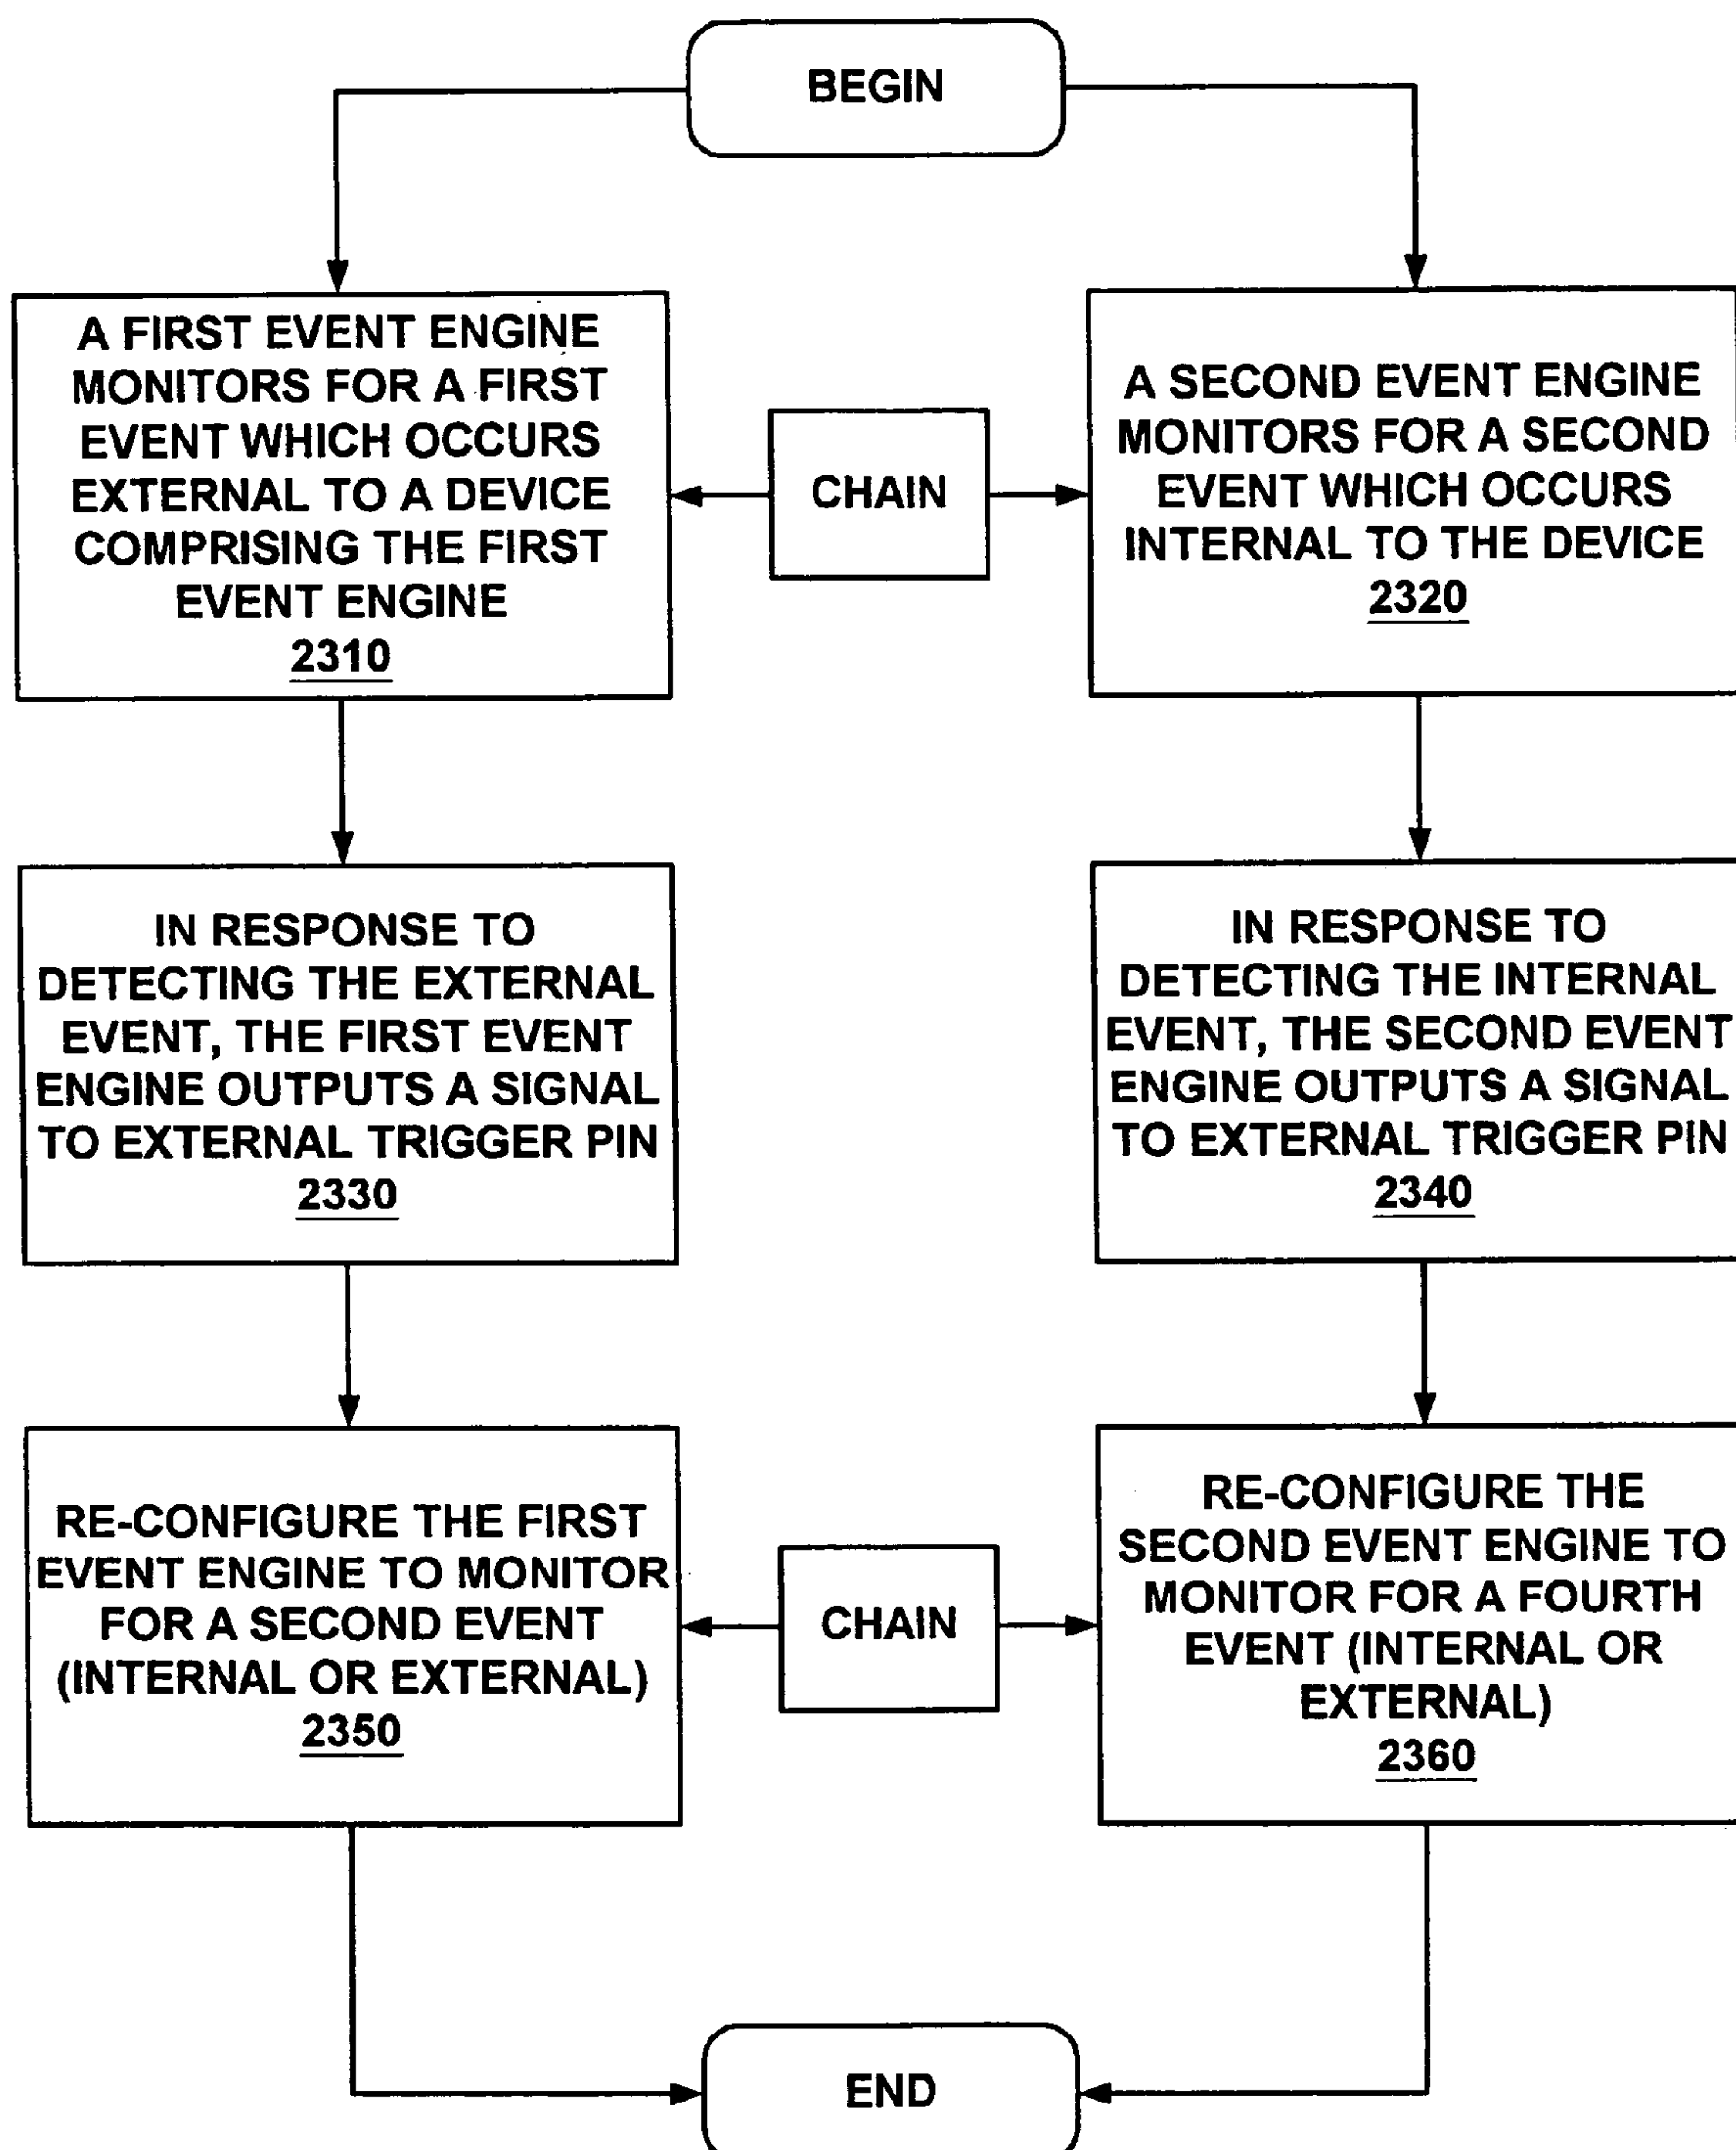 BEGIN
A FIRST EVENT ENGINE
MONITORS FOR A FIRST
EVENT WHICH OCCURS
EXTERNAL TO A DEVICE
COMPRISING THE FIRST
EVENT ENGINE
2310
CHAIN
A SECOND EVENT ENGINE
MONITORS FOR A SECOND
EVENT WHICH OCCURS
INTERNAL TO THE DEVICE
2320
IN RESPONSE TO
DETECTING THE EXTERNAL
EVENT, THE FIRST EVENT
ENGINE OUTPUTS A SIGNAL
TO EXTERNAL TRIGGER PIN
2330
IN RESPONSE TO
DETECTING THE INTERNAL
EVENT, THE SECOND EVENT
ENGINE OUTPUTS A SIGNAL
TO EXTERNAL TRIGGER PIN
2340
RE-CONFIGURE THE FIRST
EVENT ENGINE TO MONITOR
FOR A SECOND EVENT
(INTERNAL OR EXTERNAL)
2350
CHAIN
RE-CONFIGURE THE
SECOND EVENT ENGINE TO
MONITOR FOR A FOURTH
EVENT (INTERNAL OR
EXTERNAL)
2360
END